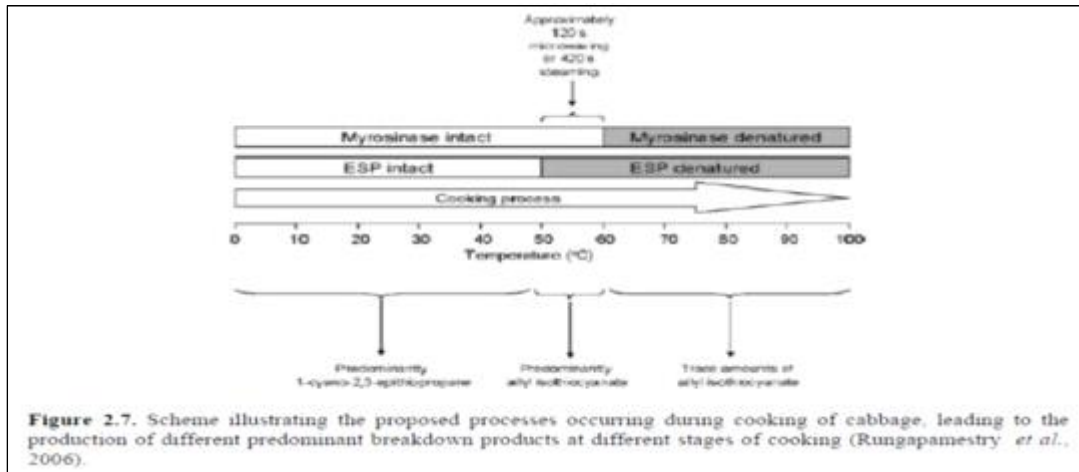 Approximately
120 s
microwaving
or 420 s
steaming
Myrosinase intact Myrosinase denatured
ESP intact ESP denatured
Cooking process
0 10 20 30 40 50 60 70 80 90 100
Temperature (°C)
Predominantly Predominantly Trace amounts of
1-cyano-2,3-epithiopropane allyl isothiocyanate allyl isothiocyanate
Figure 2.7. Scheme illustrating the proposed processes occurring during cooking of cabbage, leading to the
production of different predominant breakdown products at different stages of cooking (Rungapamestry et al.,
2006).